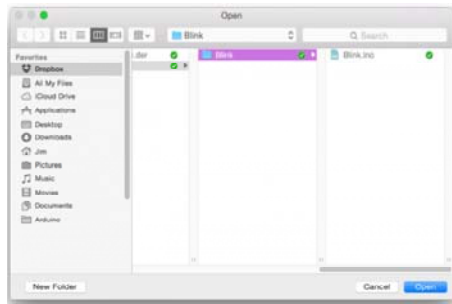 Open
Blink
Search
Favorites
Dropbox
All My Files
iCloud Drive
Applications
Desktop
Downloads
Jim
Pictures
Music
Movies
Documents
Arduino
.der
Blink
Blink.ino
New Folder
Cancel
Open